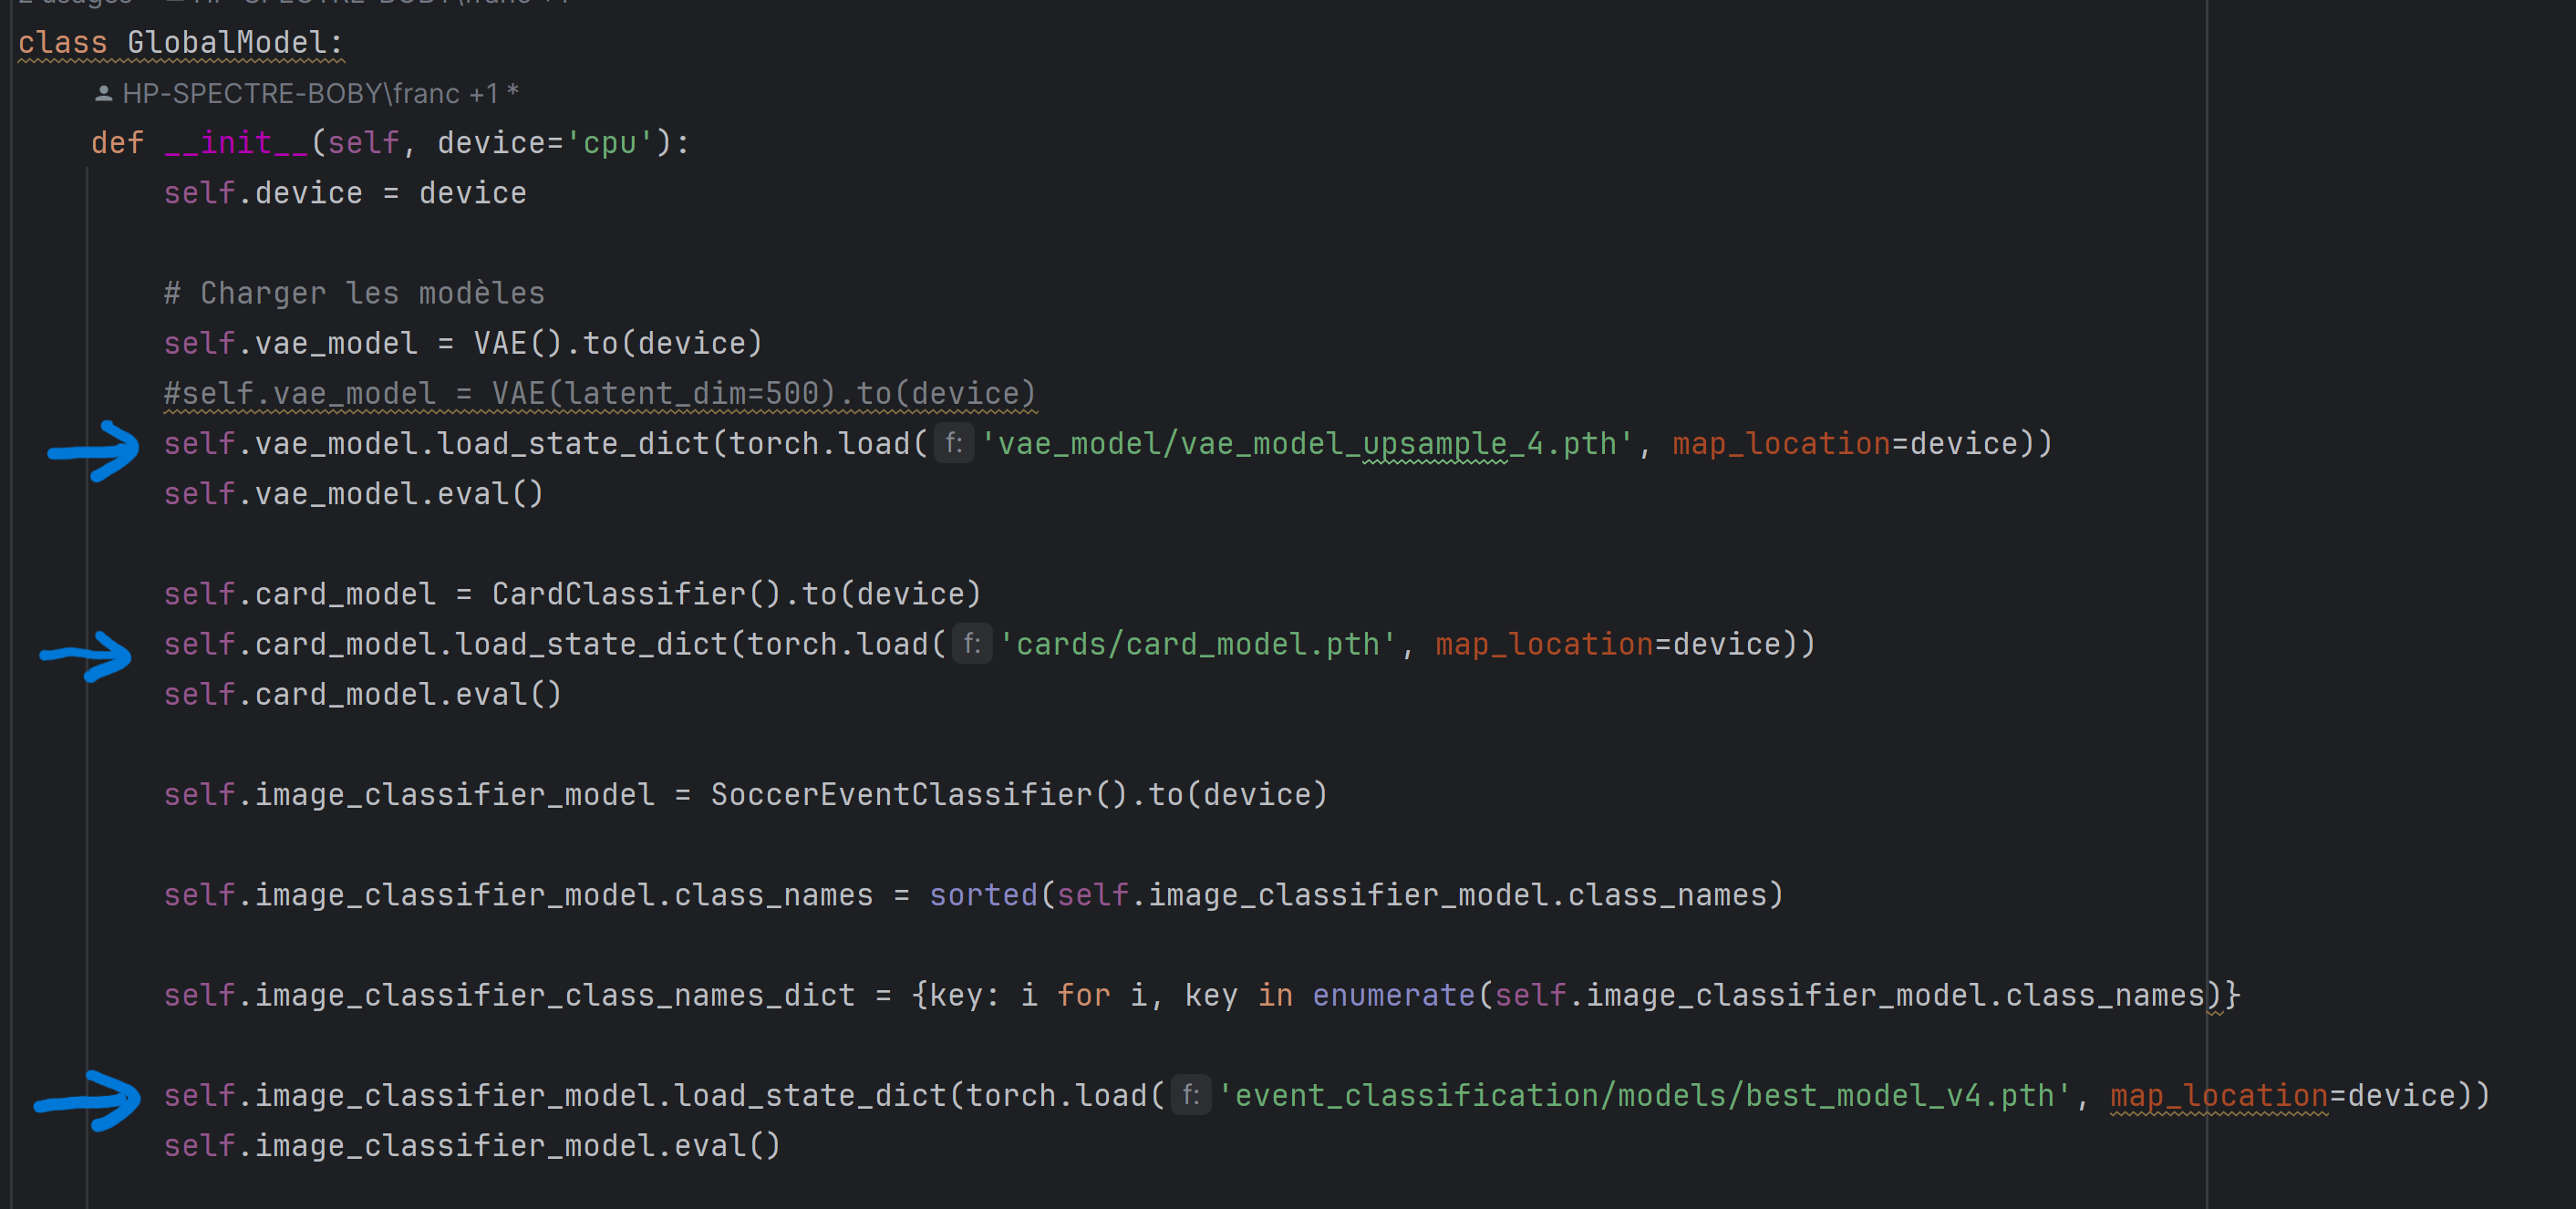 class GlobalModel:
HP-SPECTRE-BOBY\franc +1 *
def __init__(self, device='cpu'):
self.device = device
# Charger les modèles
self.vae_model = VAE().to(device)
#self.vae_model = VAE(latent_dim=500).to(device)
self.vae_model.load_state_dict(torch.load( f: 'vae_model/vae_model_upsample_4.pth', map_location=device))
self.vae_model.eval()
self.card_model = CardClassifier().to(device)
self.card_model.load_state_dict(torch.load( f: 'cards/card_model.pth', map_location=device))
self.card_model.eval()
self.image_classifier_model = SoccerEventClassifier().to(device)
self.image_classifier_model.class_names = sorted(self.image_classifier_model.class_names)
self.image_classifier_class_names_dict = {key: i for i, key in enumerate(self.image_classifier_model.class_names)}
self.image_classifier_model.load_state_dict(torch.load( f: 'event_classification/models/best_model_v4.pth', map_location=device))
self.image_classifier_model.eval()